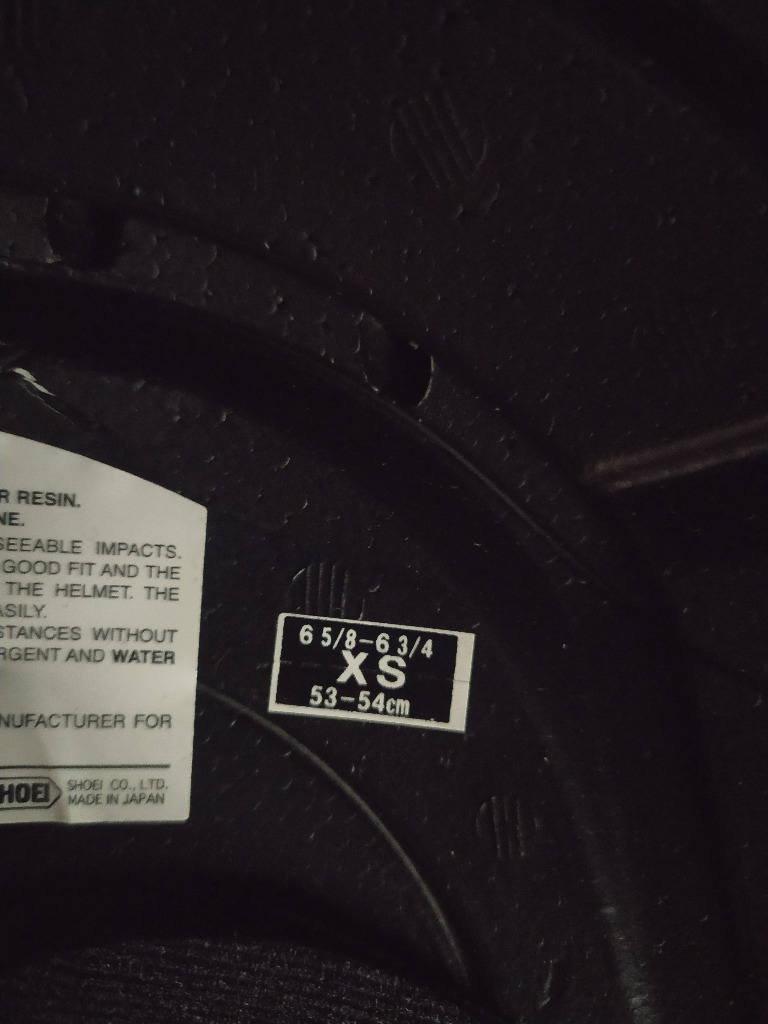 R RESIN.
NE.
SEEABLE IMPACTS.
GOOD FIT AND THE
THE HELMET. THE
ASILY.
STANCES WITHOUT
RGENT AND WATER
NUFACTURER FOR
HOEI
SHOEI CO., LTD.
MADE IN JAPAN
6 5/8-6 3/4
XS
53-54cm